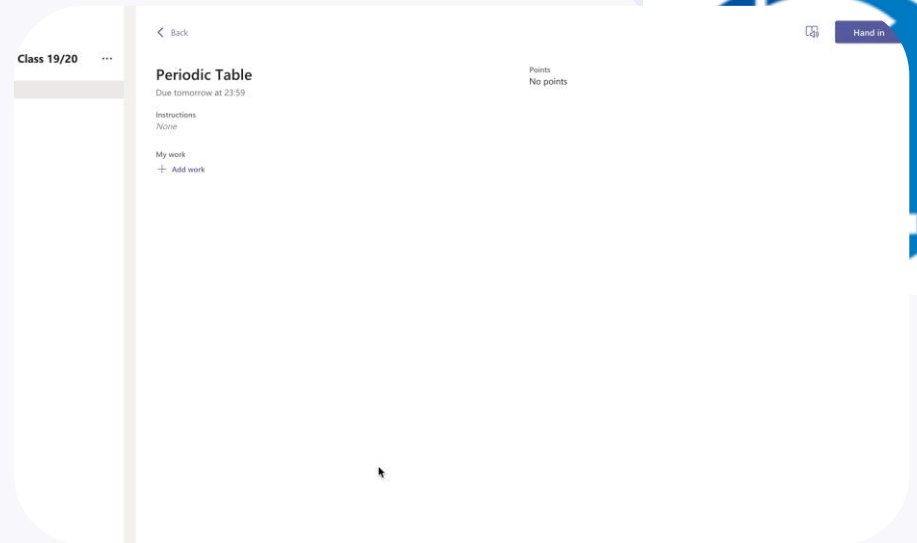 Back
Hand in
Class 19/20 ...
Periodic Table
Points
No points
Due tomorrow at 23:59
Instructions
None
My work
+ Add work